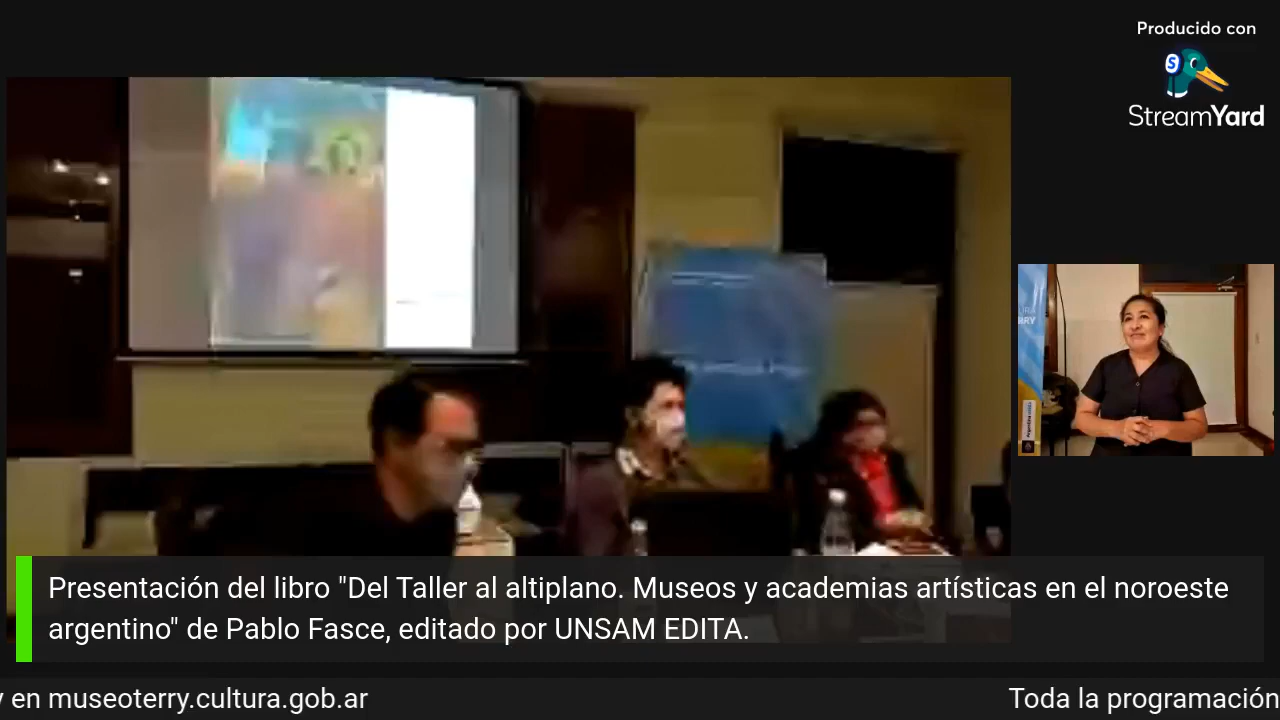 Producido con
StreamYard
Presentación del libro "Del Taller al altiplano. Museos y academias artísticas en el noroeste
argentino" de Pablo Fasce, editado por UNSAM EDITA.
en museoterry.cultura.gob.ar
Toda la programación